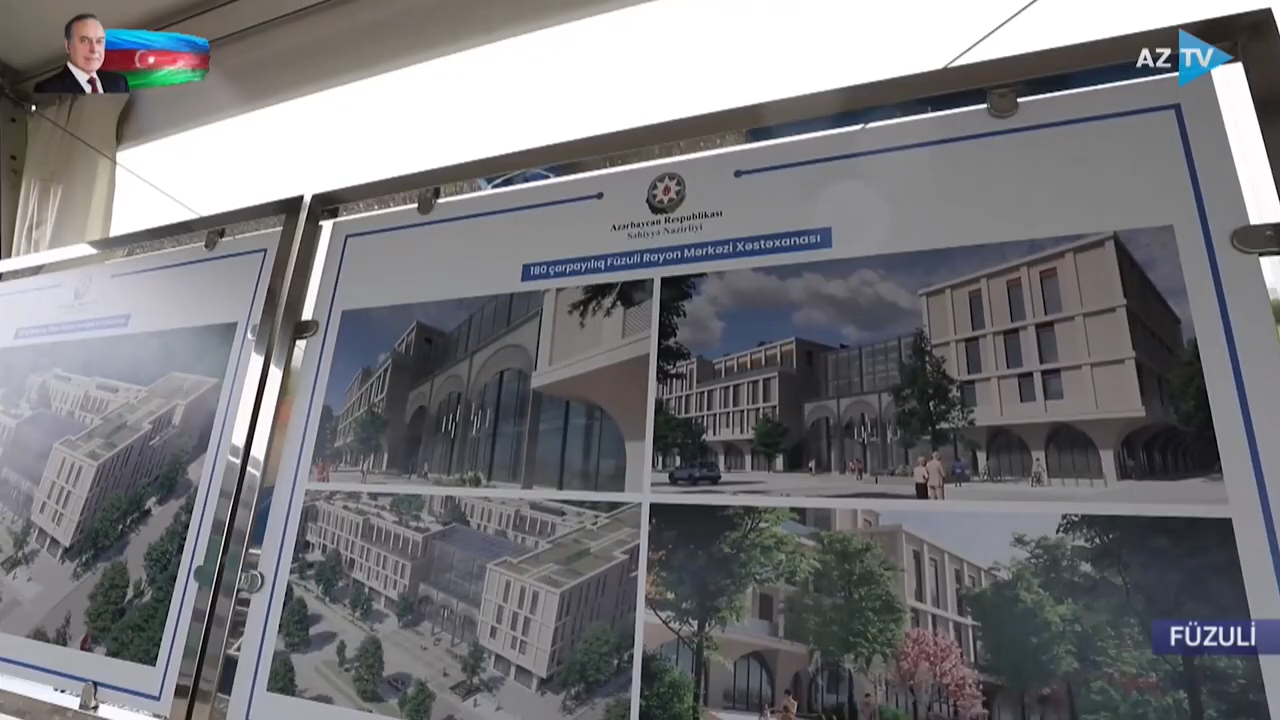 AZ TV
Azərbaycan Respublikası
Səhiyyə Nazirliyi
180 çarpayılıq Füzuli Rayon Mərkəzi Xəstəxanası
FÜZULİ